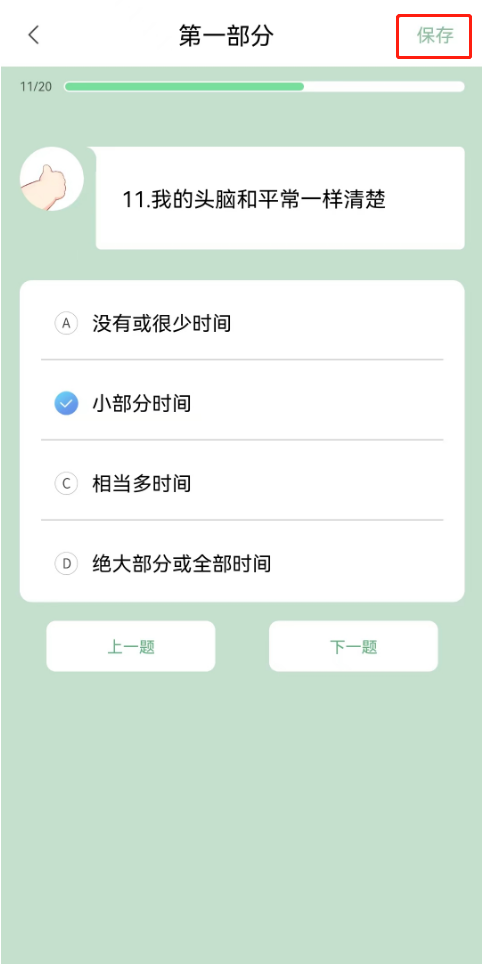 第一部分
保存
11/20
11.我的头脑和平常一样清楚
A 没有或很少时间
小部分时间
C 相当多时间
D 绝大部分或全部时间
上一题
下一题